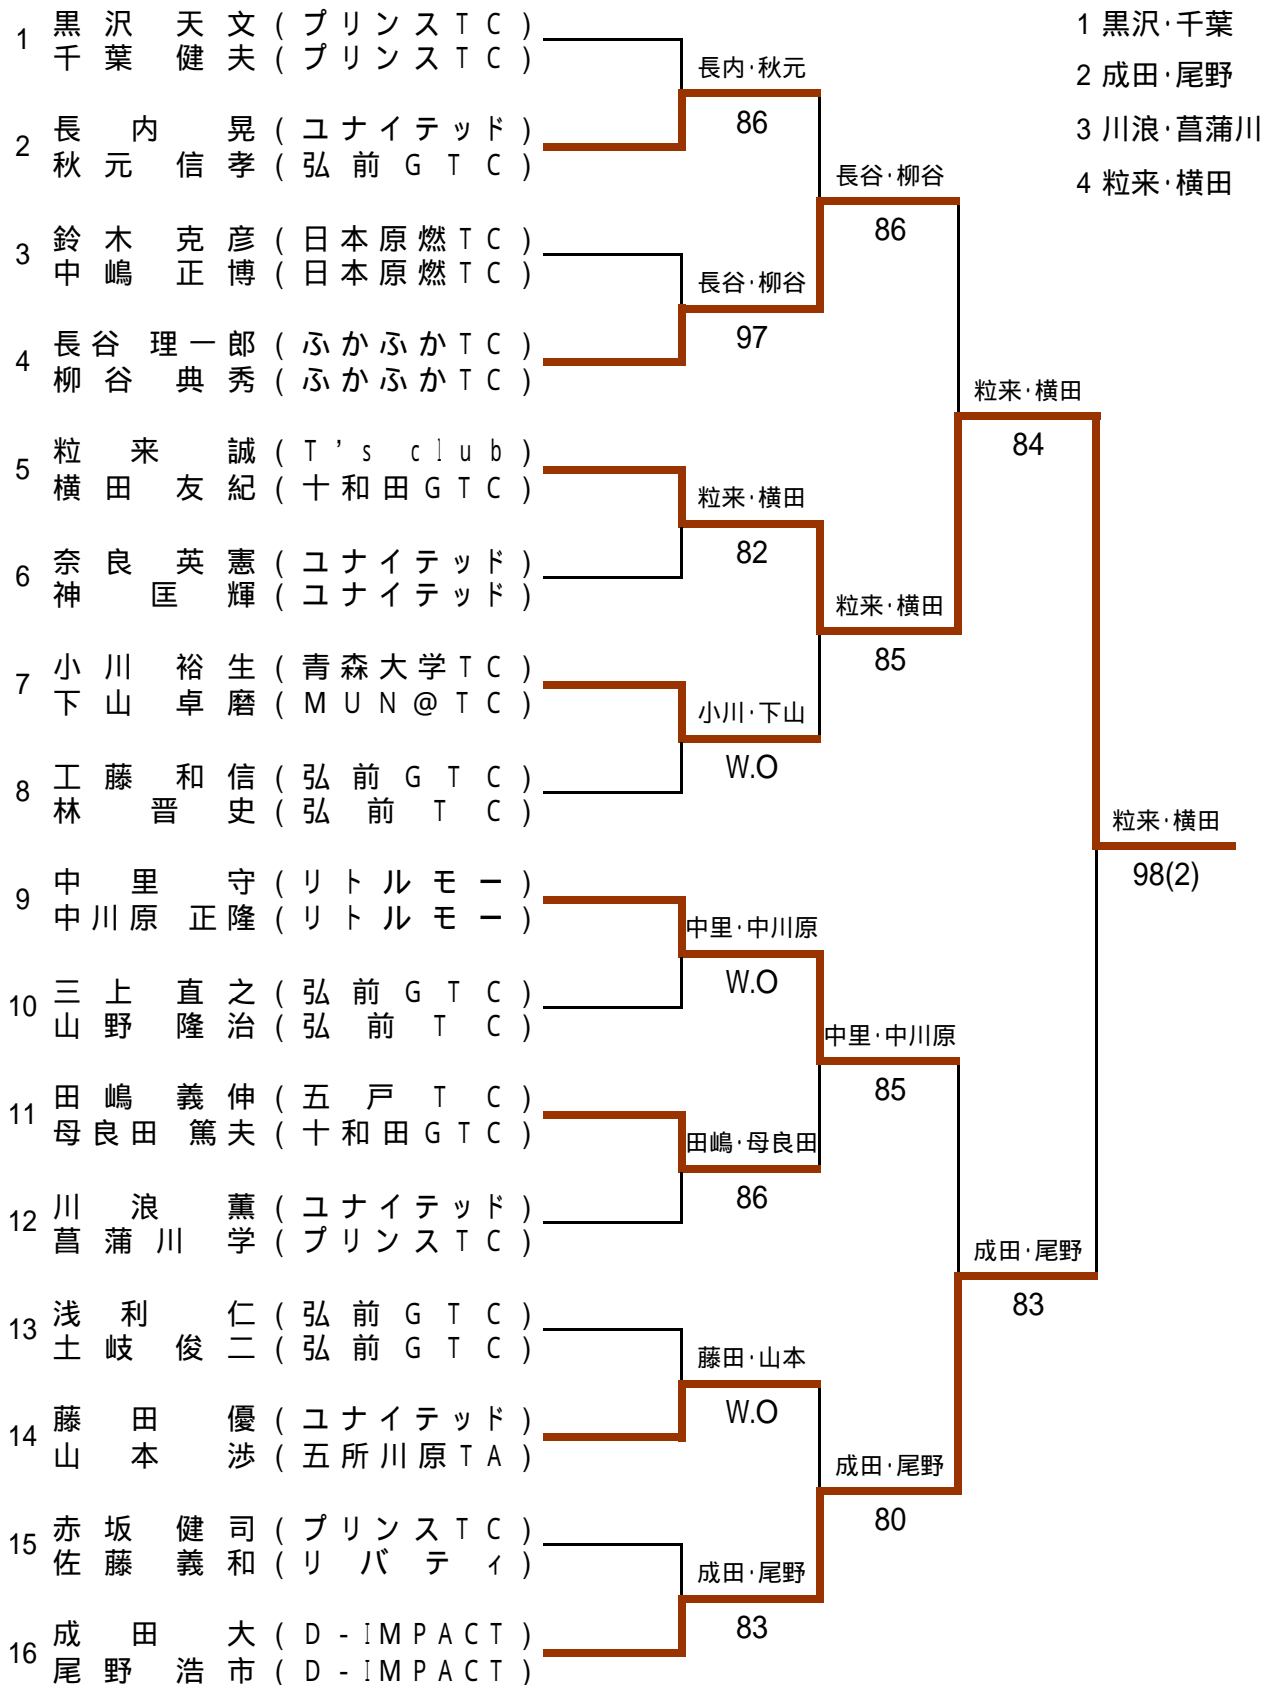 1 黒沢 天文 (プリンスTC)
千葉 健夫 (プリンスTC)
2 長内 晃 (ユナイテッド)
秋元 信孝 (弘前GTC)
3 鈴木 克彦 (日本原燃TC)
中嶋 正博 (日本原燃TC)
4 長谷 理一郎 (ふかふかTC)
柳谷 典秀 (ふかふかTC)
5 粒来 誠 (T's club)
横田 友紀 (十和田GTC)
6 奈良 英憲 (ユナイテッド)
神 匡輝 (ユナイテッド)
7 小川 裕生 (青森大学TC)
下山 卓磨 (MUN@TC)
8 工藤 和信 (弘前GTC)
林 晋史 (弘前TC)
9 中里 守 (リトルモー)
中川原 正隆 (リトルモー)
10 三上 直之 (弘前GTC)
山野 隆治 (弘前TC)
11 田嶋 義伸 (五戸TC)
母良田 篤夫 (十和田GTC)
12 川浪 薫 (ユナイテッド)
菖蒲川 学 (プリンスTC)
13 浅利 仁 (弘前GTC)
土岐 俊二 (弘前GTC)
14 藤田 優 (ユナイテッド)
山本 渉 (五所川原TA)
15 赤坂 健司 (プリンスTC)
佐藤 義和 (リバティ)
16 成田 大 (D-IMPACT)
尾野 浩市 (D-IMPACT)
長内·秋元
86
長谷·柳谷
97
粒来·横田
82
小川·下山
W.O
中里·中川原
W.O
田嶋·母良田
86
藤田·山本
W.O
成田·尾野
83
長谷·柳谷
86
粒来·横田
85
中里·中川原
85
成田·尾野
80
粒来·横田
84
成田·尾野
83
粒来·横田
98(2)
1 黒沢·千葉
2 成田·尾野
3 川浪·菖蒲川
4 粒来·横田